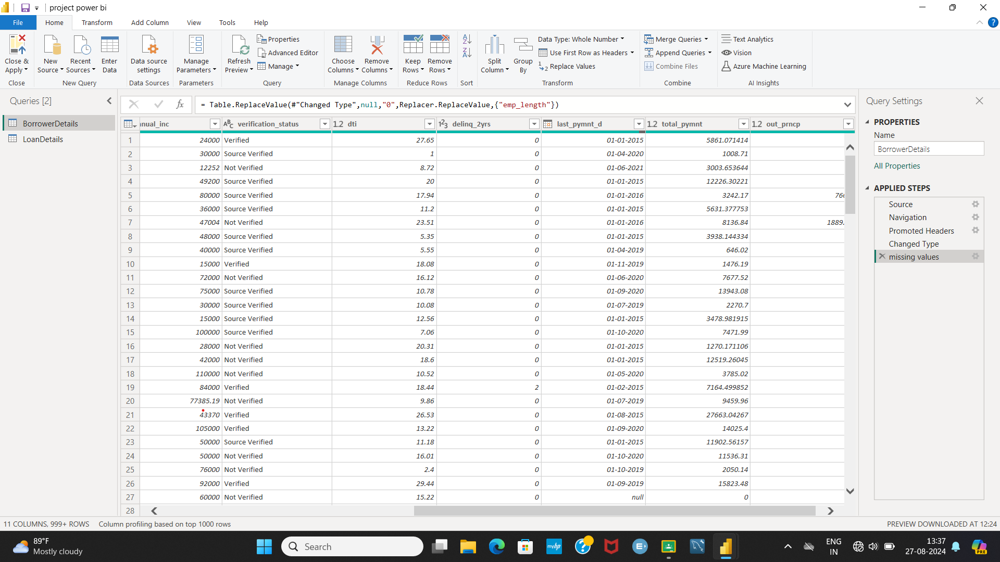 project power bi
File Home Transform Add Column View Tools Help
Close & Apply
New Source
Recent Sources
Enter Data
Data source settings
Manage Parameters
Refresh Preview
Properties
Advanced Editor
Manage
Choose Columns
Remove Columns
Keep Rows
Remove Rows
Split Column
Group By
Data Type: Whole Number
Use First Row as Headers
Replace Values
Merge Queries
Append Queries
Combine Files
Text Analytics
Vision
Azure Machine Learning
Close New Query Data Sources Parameters Query Manage Columns Reduce Rows Sort Transform Combine AI Insights
Queries [2]
BorrowerDetails
LoanDetails
fx = Table.ReplaceValue(#"Changed Type",null,"0",Replacer.ReplaceValue,{"emp_length"})
nual_inc ABC verification_status 1.2 dti 123 delinq_2yrs last_pymnt_d 1.2 total_pymnt 1.2 out_prncp
1 24000 Verified 27.65 0 01-01-2015 5861.071414
2 30000 Source Verified 1 0 01-04-2020 1008.71
3 12252 Not Verified 8.72 0 01-06-2021 3003.653644
4 49200 Source Verified 20 0 01-01-2015 12226.30221
5 80000 Source Verified 17.94 0 01-01-2016 3242.17
6 36000 Source Verified 11.2 0 01-01-2015 5631.377753
7 47004 Not Verified 23.51 0 01-01-2016 8136.84 1889.
8 48000 Source Verified 5.35 0 01-01-2015 3938.144334
9 40000 Source Verified 5.55 0 01-04-2019 646.02
10 15000 Verified 18.08 0 01-11-2019 1476.19
11 72000 Not Verified 16.12 0 01-06-2020 7677.52
12 75000 Source Verified 10.78 0 01-09-2020 13943.08
13 30000 Source Verified 10.08 0 01-07-2019 2270.7
14 15000 Source Verified 12.56 0 01-01-2015 3478.981915
15 100000 Source Verified 7.06 0 01-10-2020 7471.99
16 28000 Not Verified 20.31 0 01-01-2015 1270.171106
17 42000 Not Verified 18.6 0 01-01-2015 12519.26045
18 110000 Not Verified 10.52 0 01-05-2020 3785.02
19 84000 Verified 18.44 2 01-02-2015 7164.499852
20 77385.19 Not Verified 9.86 0 01-07-2019 9459.96
21 43370 Verified 26.53 0 01-08-2015 27663.04267
22 105000 Verified 13.22 0 01-09-2020 14025.4
23 50000 Source Verified 11.18 0 01-01-2015 11902.56157
24 50000 Not Verified 16.01 0 01-10-2020 11536.31
25 76000 Not Verified 2.4 0 01-10-2019 2050.14
26 92000 Verified 29.44 0 01-09-2019 15823.48
27 60000 Not Verified 15.22 0 null 0
28
Query Settings
PROPERTIES
Name
BorrowerDetails
All Properties
APPLIED STEPS
Source
Navigation
Promoted Headers
Changed Type
missing values
11 COLUMNS, 999+ ROWS Column profiling based on top 1000 rows PREVIEW DOWNLOADED AT 12:24
89°F
Mostly cloudy
Search
myhp
ENG
IN
13:37
27-08-2024
PRE